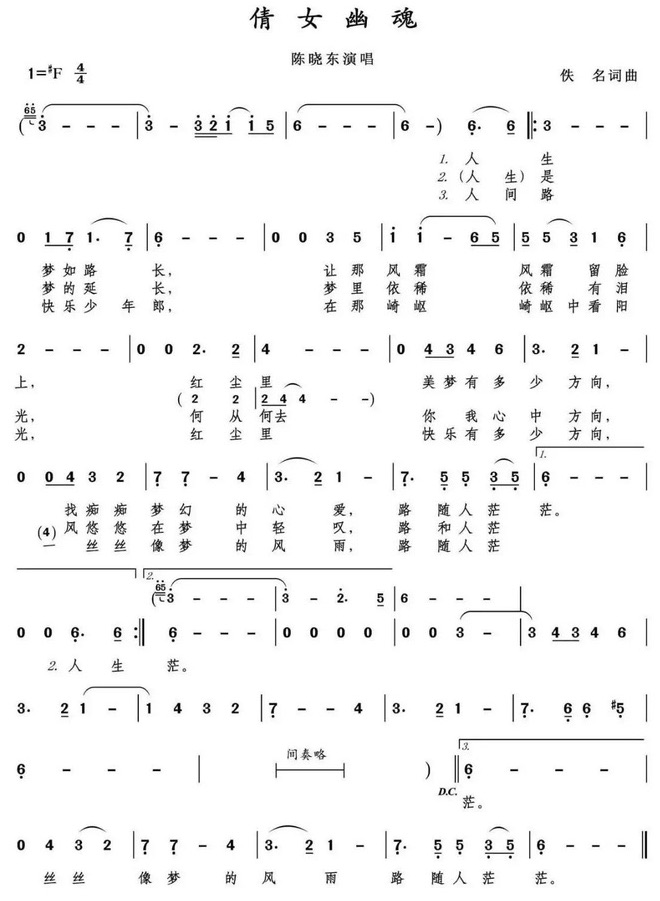 倩女幽魂
陈晓东演唱
1=♯F 4/4
佚 名词曲
(65 3 - - - | 3 - 3 2 1 1 5 | 6 - - - | 6 - ) 6. 6 |: 3 - - - |
1. 人 生
2.(人 生)是
3. 人 间 路
0 1 7 1. 7 | 6 - - - | 0 0 3 5 | 1 1 - 6 5 | 5 5 3 1 6 |
梦 如 路 长, 让 那 风 霜 风 霜 留 脸
梦 的 延 长, 梦 里 依 稀 依 稀 有 泪
快 乐 少 年 郎, 在 那 崎 岖 崎 岖 中 看 阳
2 - - - | 0 0 2. 2 | 4 - - - | 0 4 3 4 6 | 3. 2 1 - |
上, 红 尘 里 美 梦 有 多 少 方 向,
( 2 2 | 2 4 4 - - )
光, 何 从 何 去 你 我 心 中 方 向,
光, 红 尘 里 快 乐 有 多 少 方 向,
1.
0 0 4 3 2 | 7 7 - 4 | 3. 2 1 - | 7. 5 5 3 5 | 6 - - - |
我 痴 痴 梦 幻 的 心 爱, 路 随 人 茫 茫。
(4) 风 悠 悠 在 梦 中 轻 叹, 路 和 人 茫
一 丝 丝 像 梦 的 风 雨, 路 随 人 茫
2.
(65 3 - - - | 3 - 2. 5 | 6 - - - |
0 0 6. 6 :| 6 - - - | 0 0 0 0 | 0 0 3 - | 3 3 4 4 6 |
2. 人 生 茫。
3. 2 1 - | 1 4 3 2 | 7 - - 4 | 3. 2 1 - | 7. 6 6 ♯5 |
间奏略
3.
6 - - - | |—| ) || 6 - - - |
D.C.
茫。
0 4 3 2 | 7 7 - 4 | 3. 2 1 - | 7. 5 5 3 5 | 6 - - - ||
丝 丝 像 梦 的 风 雨 路 随 人 茫 茫。